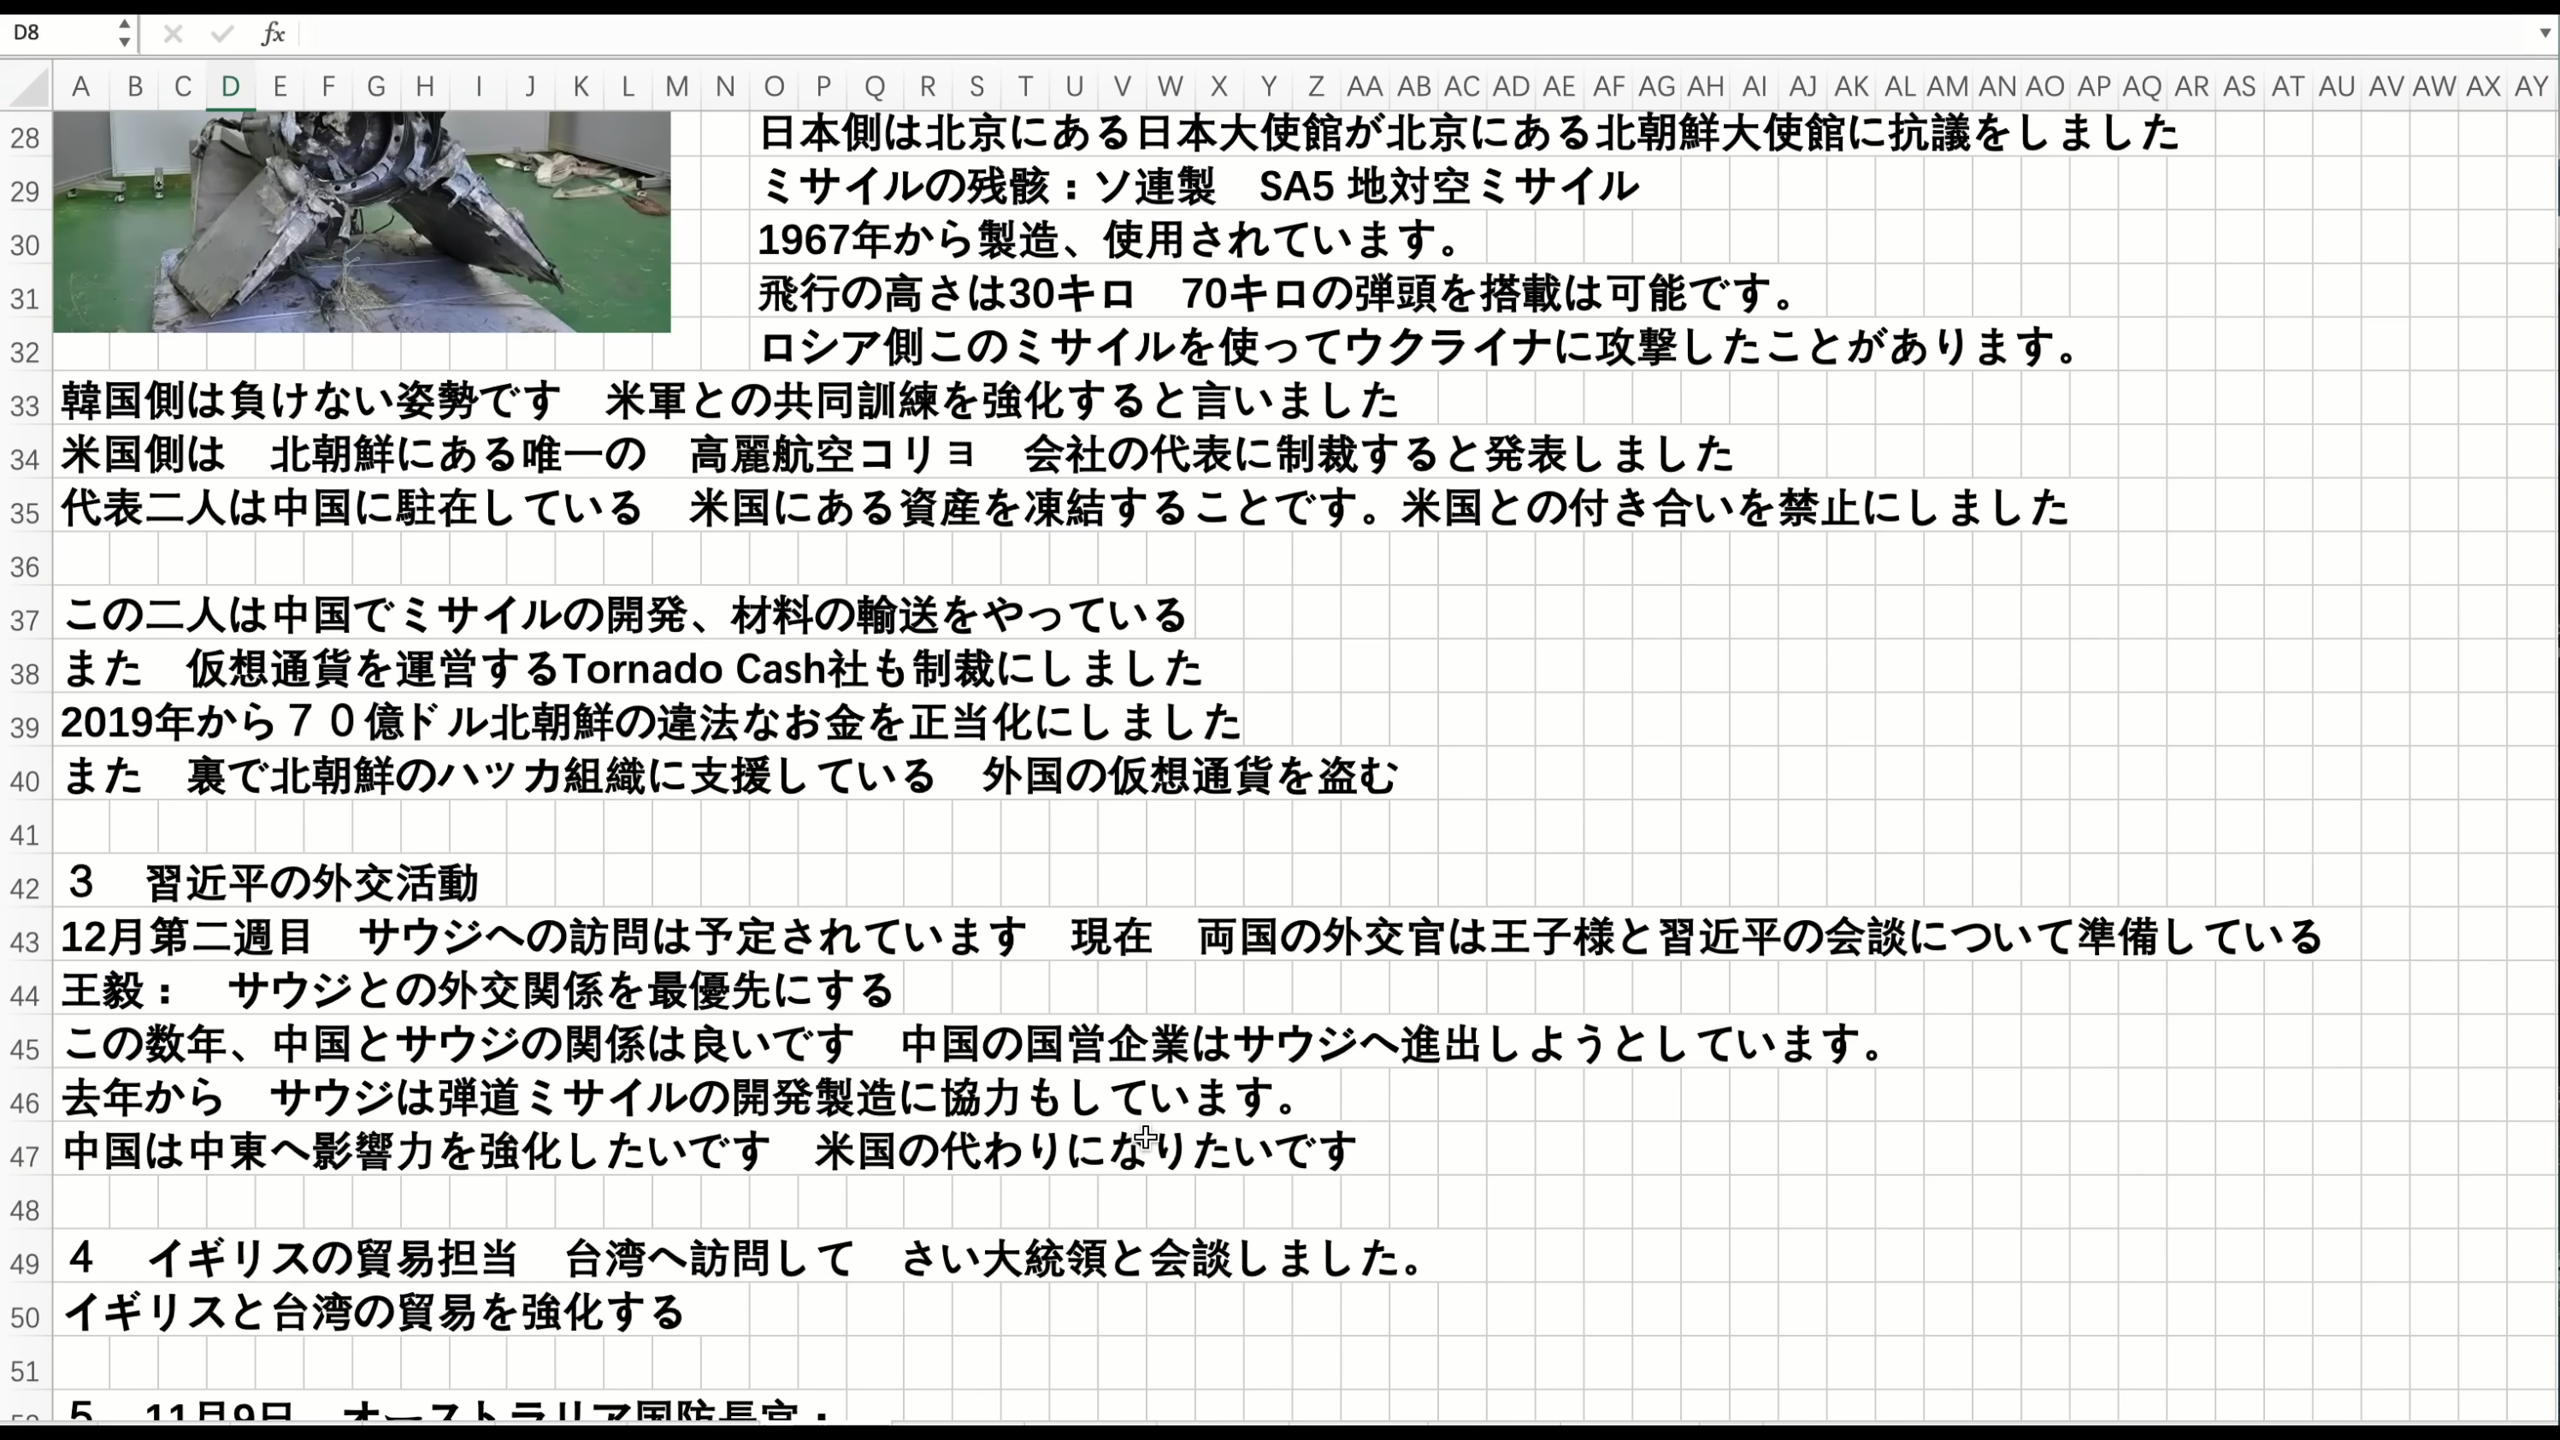 D8
fx
A B C D E F G H I J K L M N O P Q R S T U V W X Y Z AA AB AC AD AE AF AG AH AI AJ AK AL AM AN AO AP AQ AR AS AT AU AV AW AX AY
28 日本側は北京にある日本大使館が北京にある北朝鮮大使館に抗議をしました
29 ミサイルの残骸：ソ連製　SA5 地対空ミサイル
30 1967年から製造、使用されています。
31 飛行の高さは30キロ　70キロの弾頭を搭載は可能です。
32 ロシア側このミサイルを使ってウクライナに攻撃したことがあります。
33 韓国側は負けない姿勢です　米軍との共同訓練を強化すると言いました
34 米国側は　北朝鮮にある唯一の　高麗航空コリョ　会社の代表に制裁すると発表しました
35 代表二人は中国に駐在している　米国にある資産を凍結することです。米国との付き合いを禁止にしました
36
37 この二人は中国でミサイルの開発、材料の輸送をやっている
38 また　仮想通貨を運営するTornado Cash社も制裁にしました
39 2019年から７０億ドル北朝鮮の違法なお金を正当化にしました
40 また　裏で北朝鮮のハッカ組織に支援している　外国の仮想通貨を盗む
41
42 ３　習近平の外交活動
43 12月第二週目　サウジへの訪問は予定されています　現在　両国の外交官は王子様と習近平の会談について準備している
44 王毅：　サウジとの外交関係を最優先にする
45 この数年、中国とサウジの関係は良いです　中国の国営企業はサウジへ進出しようとしています。
46 去年から　サウジは弾道ミサイルの開発製造に協力もしています。
47 中国は中東へ影響力を強化したいです　米国の代わりになりたいです
48
49 ４　イギリスの貿易担当　台湾へ訪問して　さい大統領と会談しました。
50 イギリスと台湾の貿易を強化する
51
５　11月9日　オーストラリア国防長官：